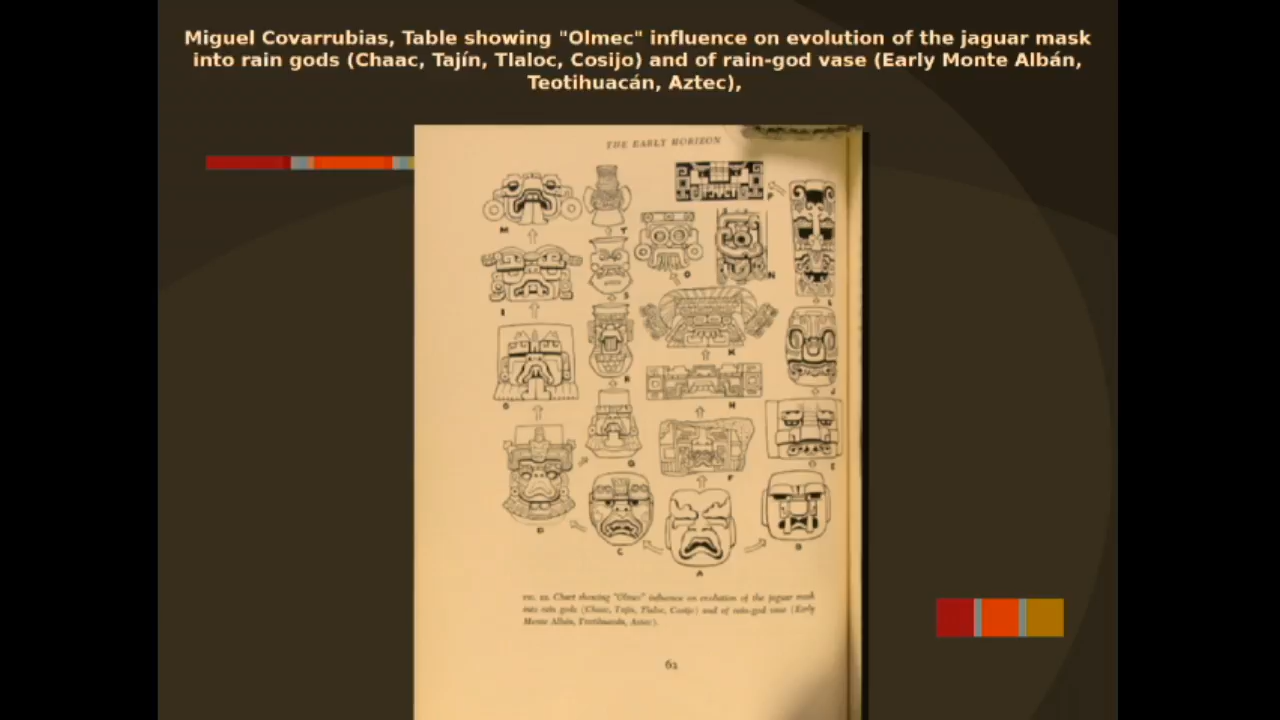 Miguel Covarrubias, Table showing "Olmec" influence on evolution of the jaguar mask
into rain gods (Chaac, Tajín, Tlaloc, Cosijo) and of rain-god vase (Early Monte Albán,
Teotihuacán, Aztec),
THE EARLY HORIZON
M
T
P
O
N
I
S
L
K
G
R
H
J
Q
F
E
D
C
A
B
FIG. 22. Chart showing "Olmec" influence on evolution of the jaguar mask
into rain gods (Chaac, Tajín, Tlaloc, Cosijo) and of rain-god vase (Early
Monte Albán, Teotihuacán, Aztec).
62